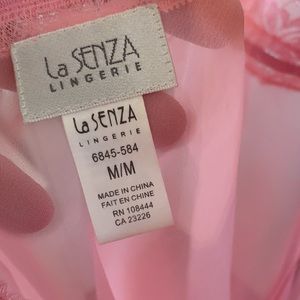 La SENZA
LINGERIE
La SENZA
LINGERIE
6845-584
M/M
MADE IN CHINA
FAIT EN CHINE
RN 108444
CA 23226